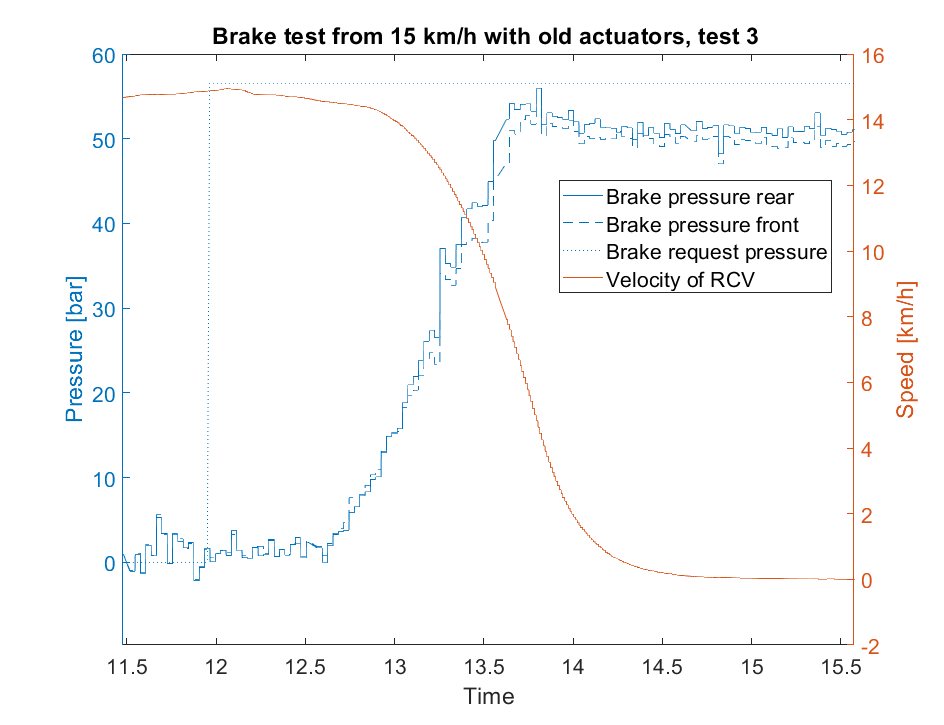 Brake test from 15 km/h with old actuators, test 3
60
50
40
30
20
10
0
Pressure [bar]
16
14
12
10
8
6
4
2
0
-2
Speed [km/h]
Brake pressure rear
Brake pressure front
Brake request pressure
Velocity of RCV
11.5 12 12.5 13 13.5 14 14.5 15 15.5
Time